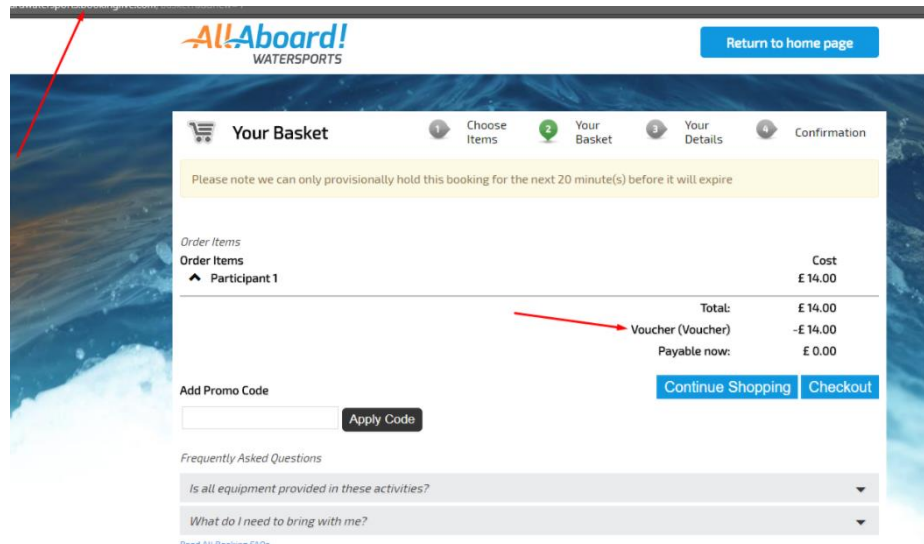 All Aboard!
WATERSPORTS
Return to home page
Your Basket
1 Choose Items
2 Your Basket
3 Your Details
4 Confirmation
Please note we can only provisionally hold this booking for the next 20 minute(s) before it will expire
Order Items
Order Items Cost
Participant 1 £ 14.00
Total: £ 14.00
Voucher (Voucher) -£ 14.00
Payable now: £ 0.00
Continue Shopping Checkout
Add Promo Code
Apply Code
Frequently Asked Questions
Is all equipment provided in these activities?
What do I need to bring with me?